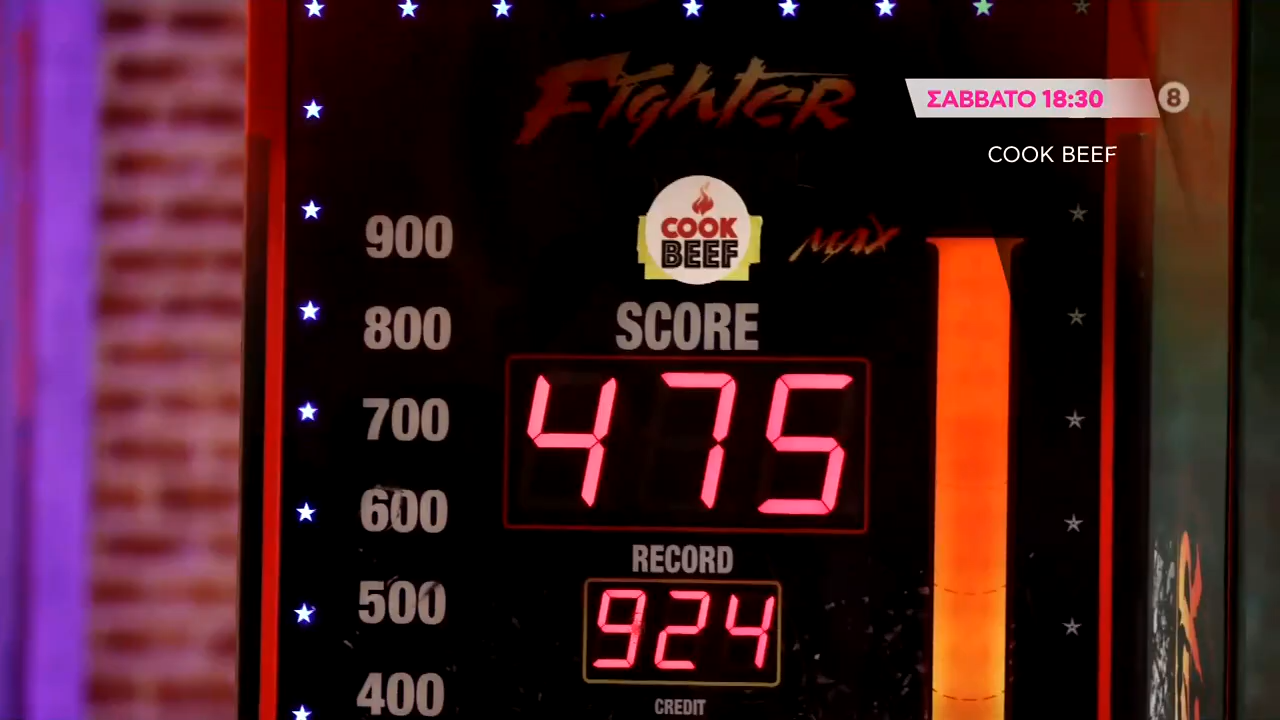 FighTER
ΣΑΒΒΑΤΟ 18:30
8
COOK BEEF
COOK
BEEF
MAX
900
800
700
600
500
400
SCORE
475
RECORD
924
CREDIT